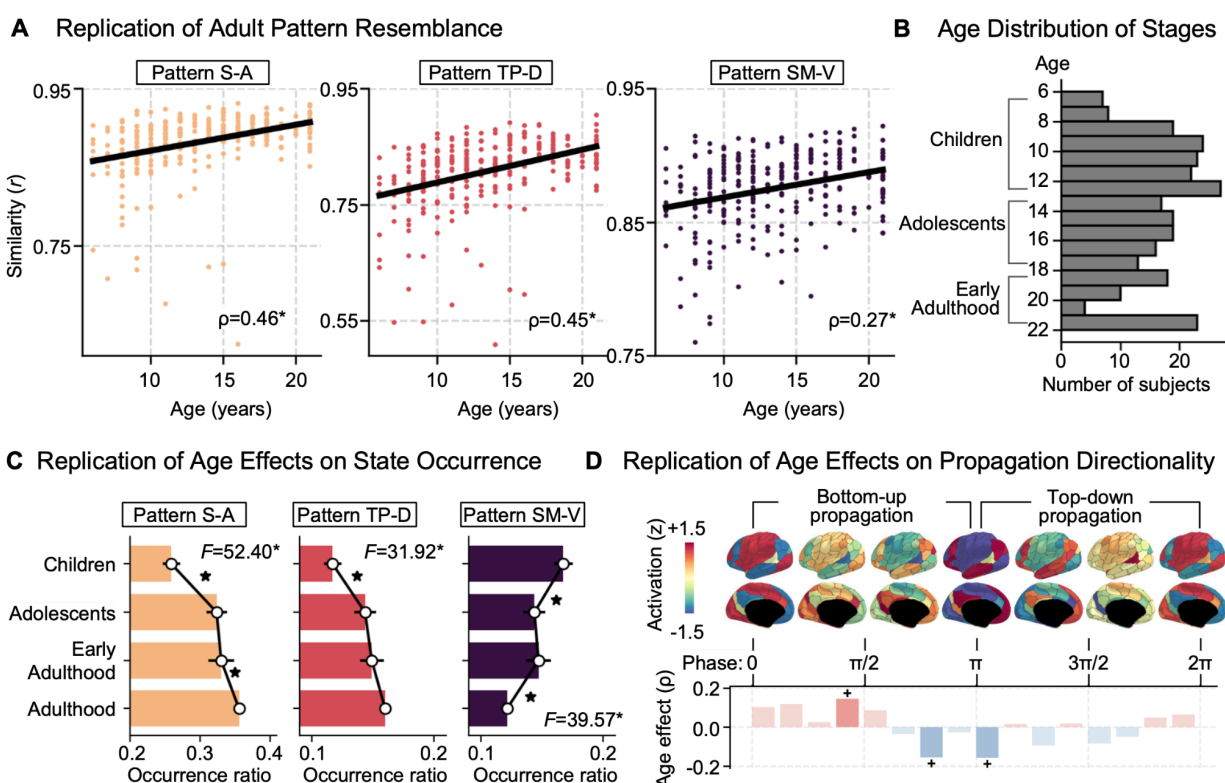 A Replication of Adult Pattern Resemblance
Pattern S-A
Pattern TP-D
Pattern SM-V
Similarity (r)
0.95
0.75
ρ=0.46*
10
15
20
Age (years)
0.95
0.75
0.55
ρ=0.45*
10
15
20
Age (years)
0.95
0.85
0.75
ρ=0.27*
10
15
20
Age (years)
B Age Distribution of Stages
Age
6
8
10
12
14
16
18
20
22
Children
Adolescents
Early
Adulthood
0
10
20
Number of subjects
C Replication of Age Effects on State Occurrence
Pattern S-A
Pattern TP-D
Pattern SM-V
Children
Adolescents
Early
Adulthood
Adulthood
F=52.40*
★
★
0.2
0.3
0.4
Occurrence ratio
F=31.92*
★
0.1
0.2
Occurrence ratio
★
★
F=39.57*
0.1
0.2
Occurrence ratio
D Replication of Age Effects on Propagation Directionality
Bottom-up
propagation
Top-down
propagation
Activation (z)
+1.5
-1.5
Phase: 0
π/2
π
3π/2
2π
Age effect (ρ)
0.2
0.0
-0.2
+
+
+